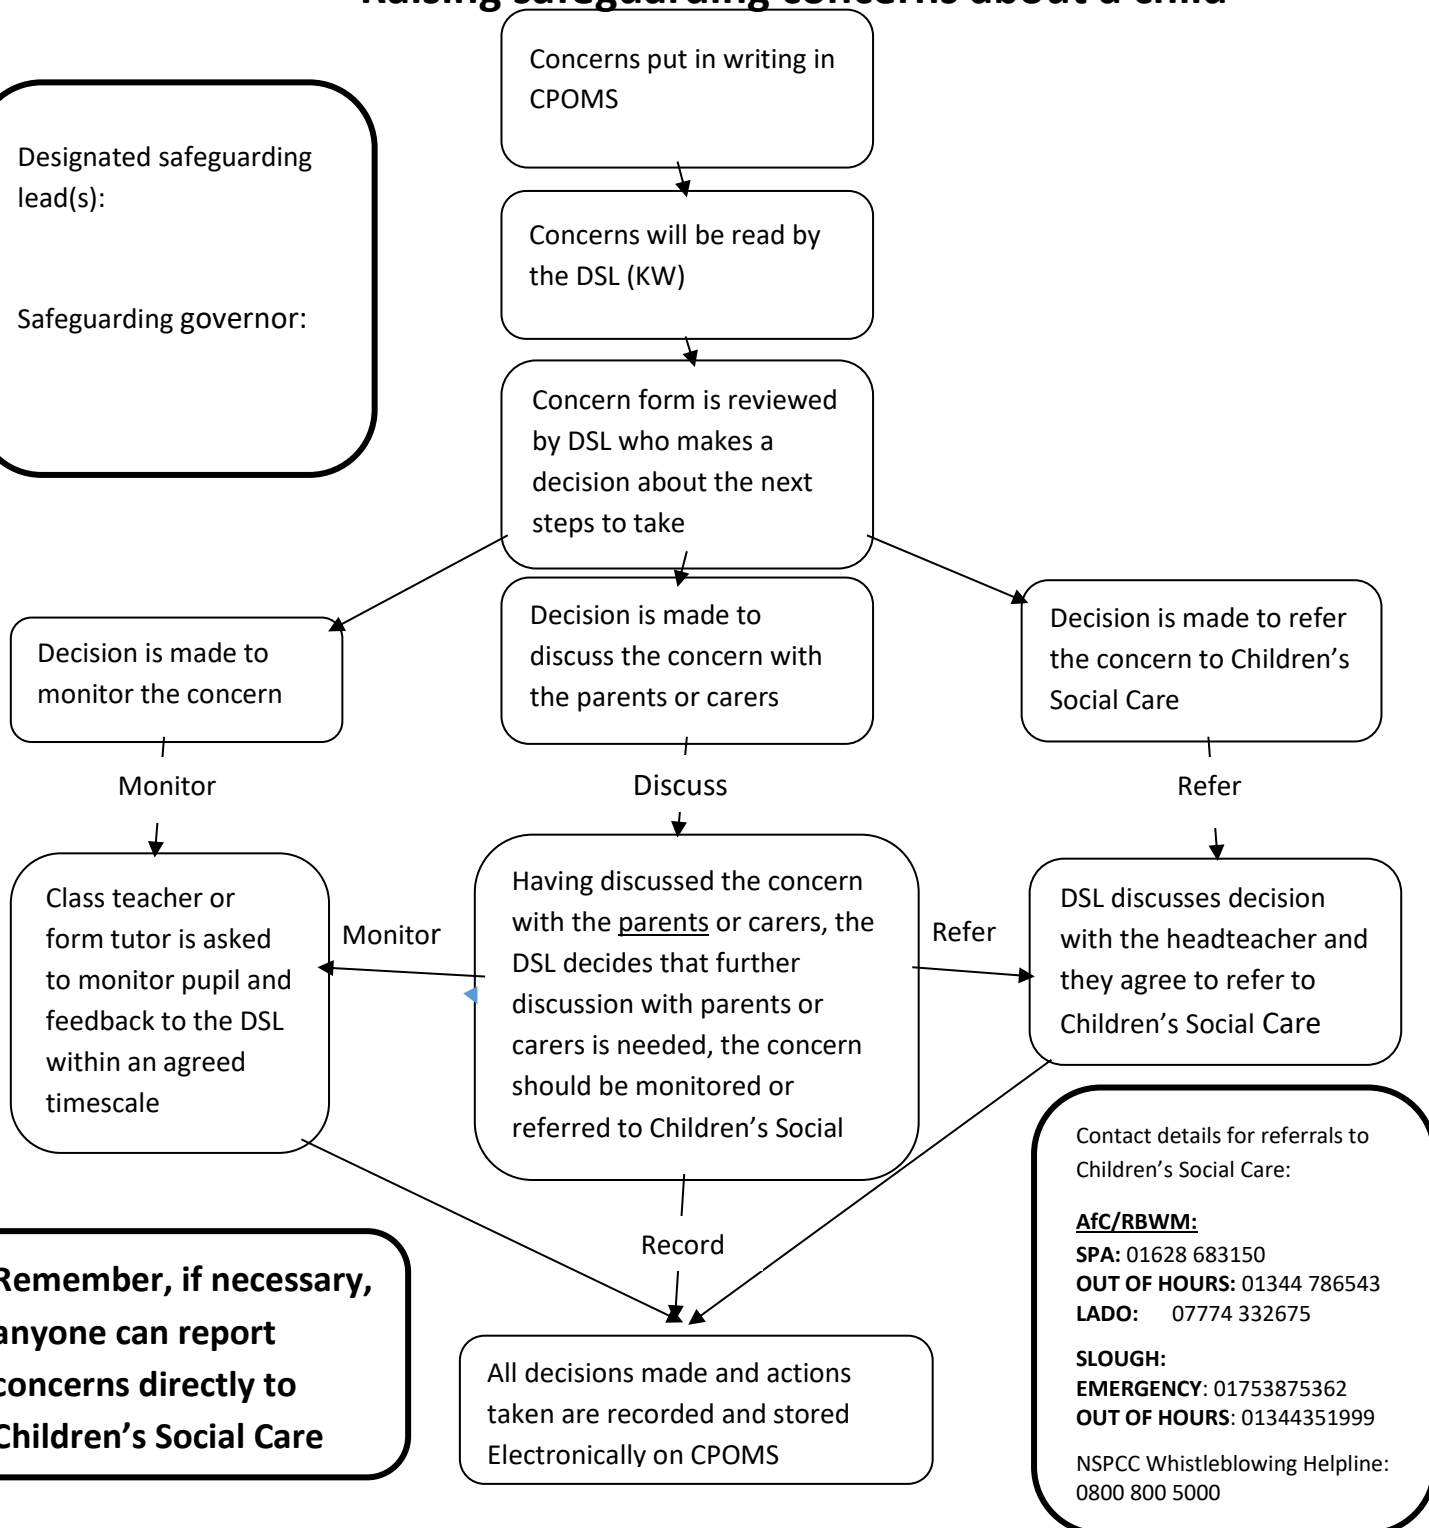 Raising safeguarding concerns about a child
Concerns put in writing in
CPOMS
Designated safeguarding
lead(s):
Safeguarding governor:
Concerns will be read by
the DSL (KW)
Concern form is reviewed
by DSL who makes a
decision about the next
steps to take
Decision is made to
monitor the concern
Decision is made to
discuss the concern with
the parents or carers
Decision is made to refer
the concern to Children’s
Social Care
Monitor
Discuss
Refer
Class teacher or
form tutor is asked
to monitor pupil and
feedback to the DSL
within an agreed
timescale
Monitor
Having discussed the concern
with the parents or carers, the
DSL decides that further
discussion with parents or
carers is needed, the concern
should be monitored or
referred to Children’s Social
Refer
DSL discusses decision
with the headteacher and
they agree to refer to
Children’s Social Care
Record
Contact details for referrals to
Children’s Social Care:
AfC/RBWM:
SPA: 01628 683150
OUT OF HOURS: 01344 786543
LADO: 07774 332675
SLOUGH:
EMERGENCY: 01753875362
OUT OF HOURS: 01344351999
NSPCC Whistleblowing Helpline:
0800 800 5000
Remember, if necessary,
anyone can report
concerns directly to
Children’s Social Care
All decisions made and actions
taken are recorded and stored
Electronically on CPOMS